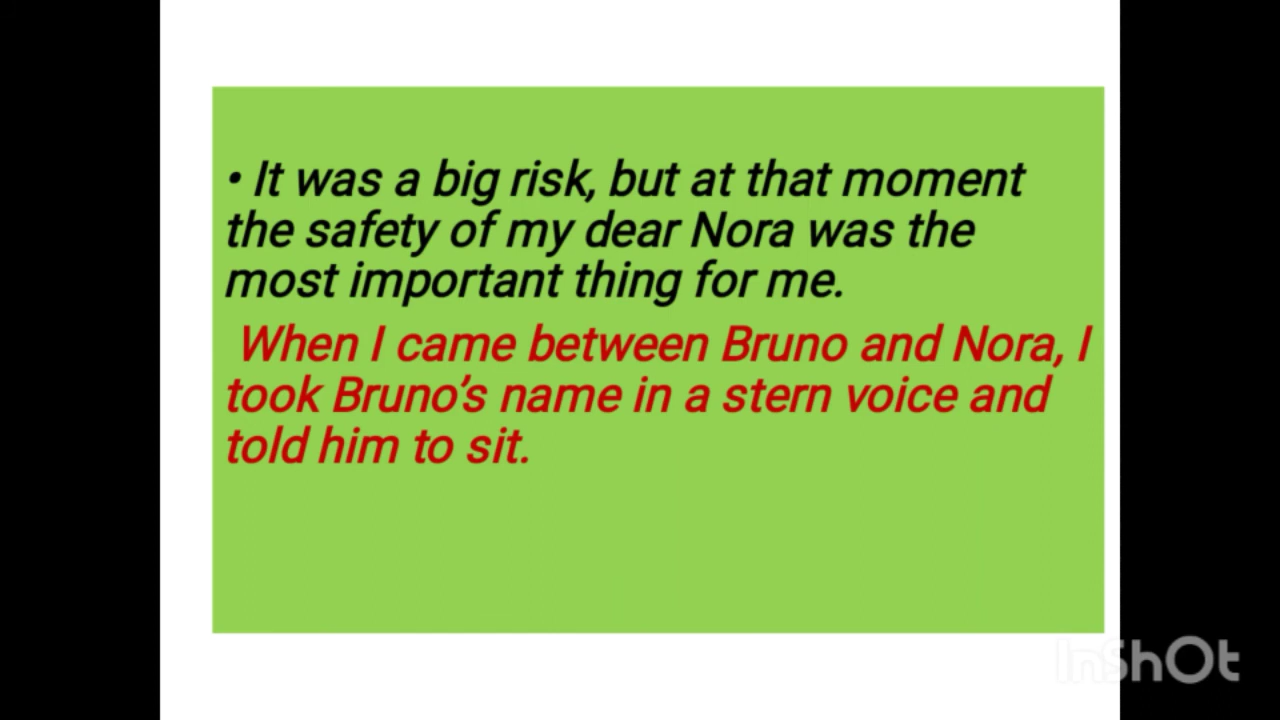 • It was a big risk, but at that moment
the safety of my dear Nora was the
most important thing for me.
When I came between Bruno and Nora, I
took Bruno’s name in a stern voice and
told him to sit.
InShOt